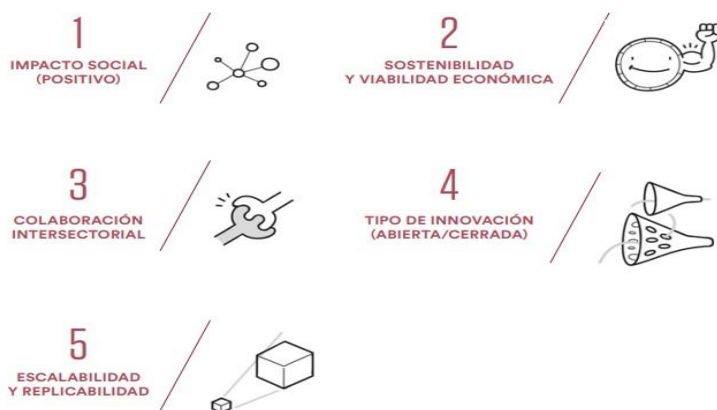 1
IMPACTO SOCIAL
(POSITIVO)
2
SOSTENIBILIDAD
Y VIABILIDAD ECONÓMICA
3
COLABORACIÓN
INTERSECTORIAL
4
TIPO DE INNOVACIÓN
(ABIERTA/CERRADA)
5
ESCALABILIDAD
Y REPLICABILIDAD